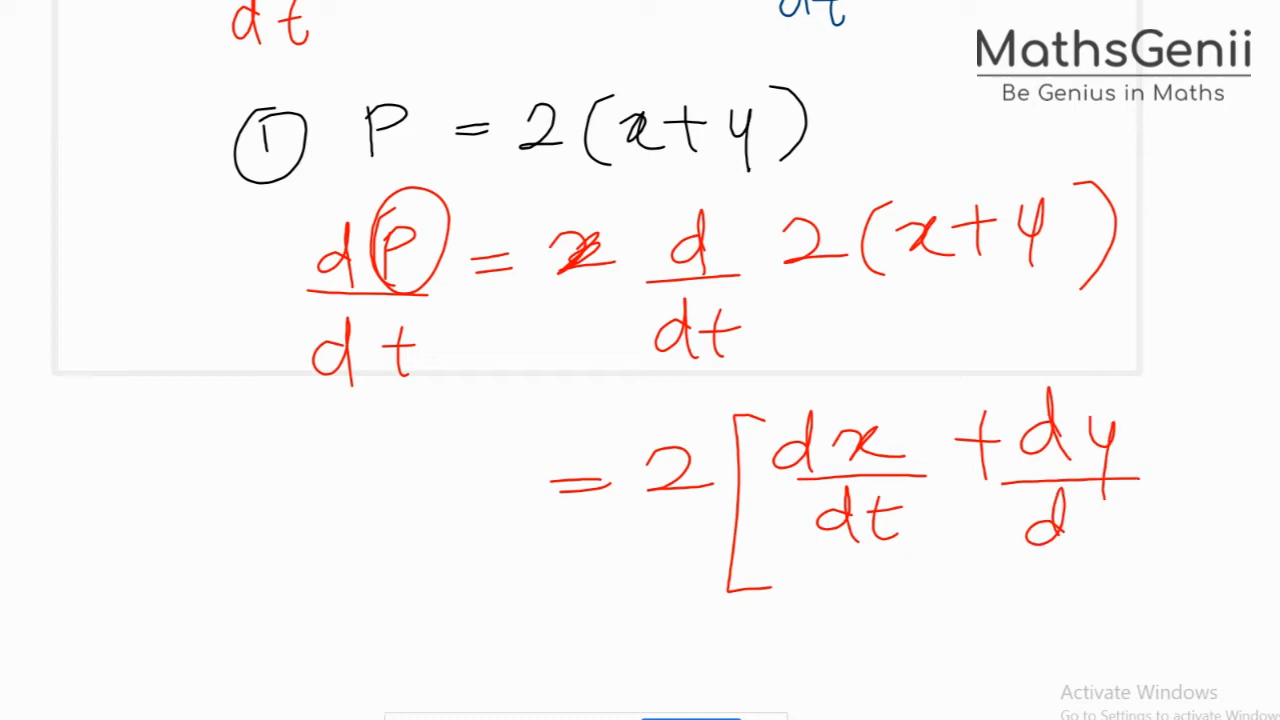 dt dt
MathsGenii
Be Genius in Maths
① P = 2(x+y)
dP/dt = d/dt 2(x+y)
= 2[dx/dt + dy/d
Activate Windows
Go to Settings to activate Window